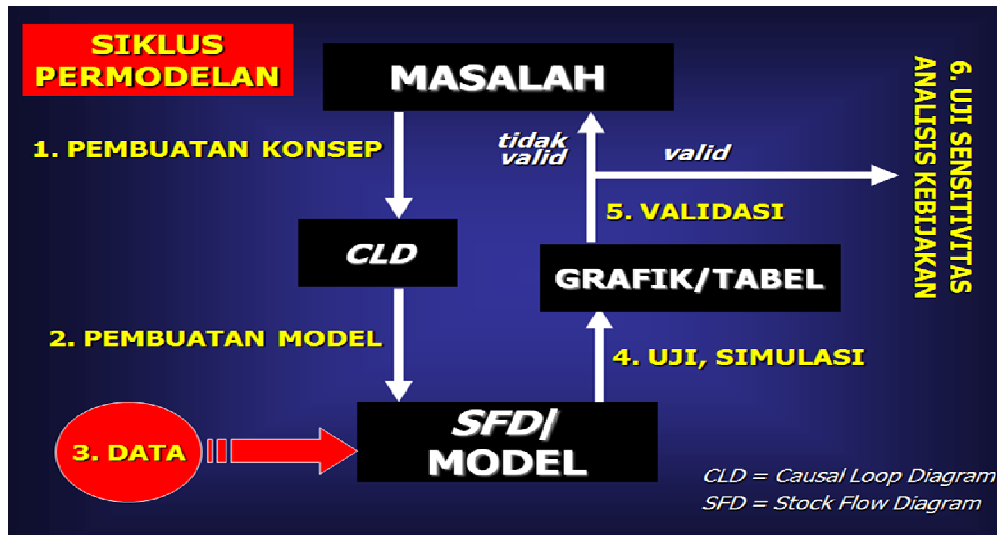 SIKLUS
PERMODELAN
MASALAH
1. PEMBUATAN KONSEP
tidak
valid
valid
5. VALIDASI
CLD
GRAFIK/TABEL
2. PEMBUATAN MODEL
4. UJI, SIMULASI
3. DATA
SFD/
MODEL
CLD = Causal Loop Diagram
SFD = Stock Flow Diagram
6. UJI SENSITIVITAS
ANALISIS KEBIJAKAN